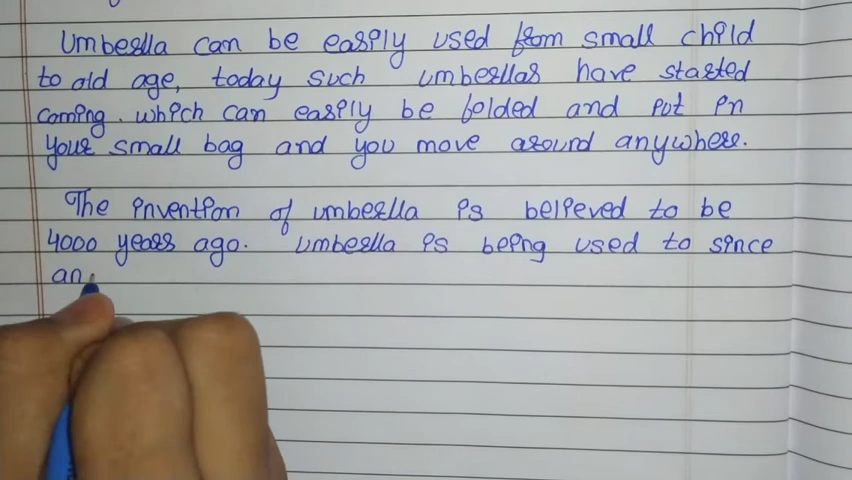 Umbrella can be easily used from small child
to old age, today such umbrellas have started
coming. which can easily be folded and put in
your small bag and you move around anywhere.
The invention of umbrella is believed to be
4000 years ago. Umbrella is being used to since
an